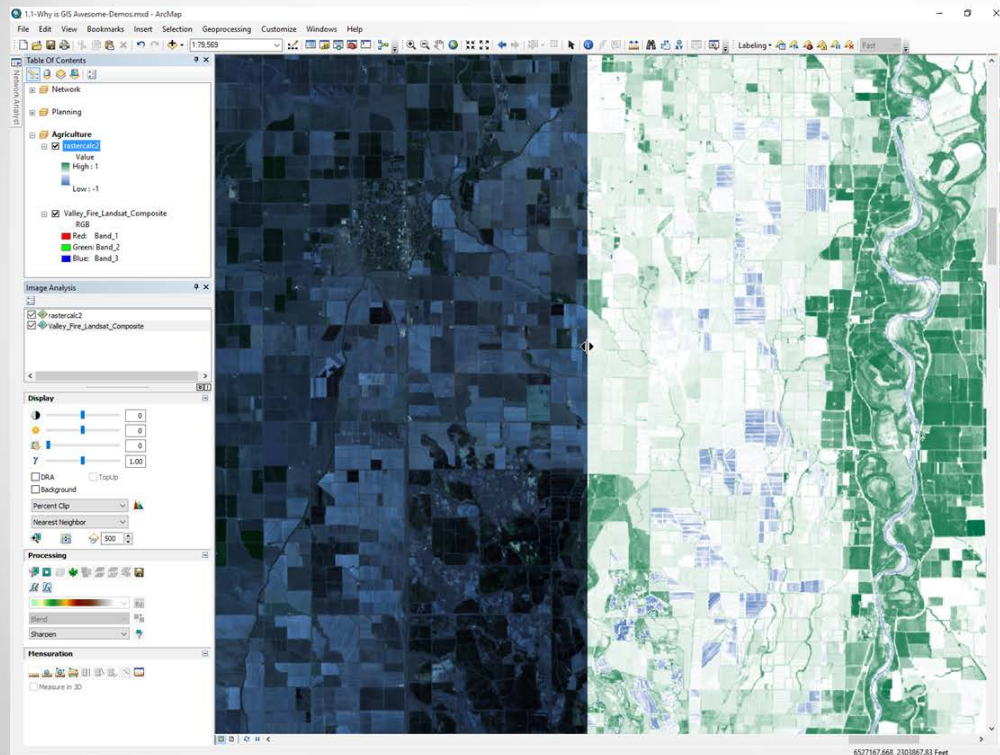 1.1-Why is GIS Awesome-Demos.mxd - ArcMap
File Edit View Bookmarks Insert Selection Geoprocessing Customize Windows Help
1:79,569
Labeling
Fast
Table Of Contents
Network
Planning
Agriculture
rastercalc2
Value
High : 1
Low : -1
Valley_Fire_Landsat_Composite
RGB
Red: Band_1
Green: Band_2
Blue: Band_3
Network Analyst
Image Analysis
rastercalc2
Valley_Fire_Landsat_Composite
Display
0
0
0
γ 1.00
DRA TopUp
Background
Percent Clip
Nearest Neighbor
500
Processing
Blend
Sharpen
Mensuration
Measure in 3D
6527167.668 2303867.83 Feet